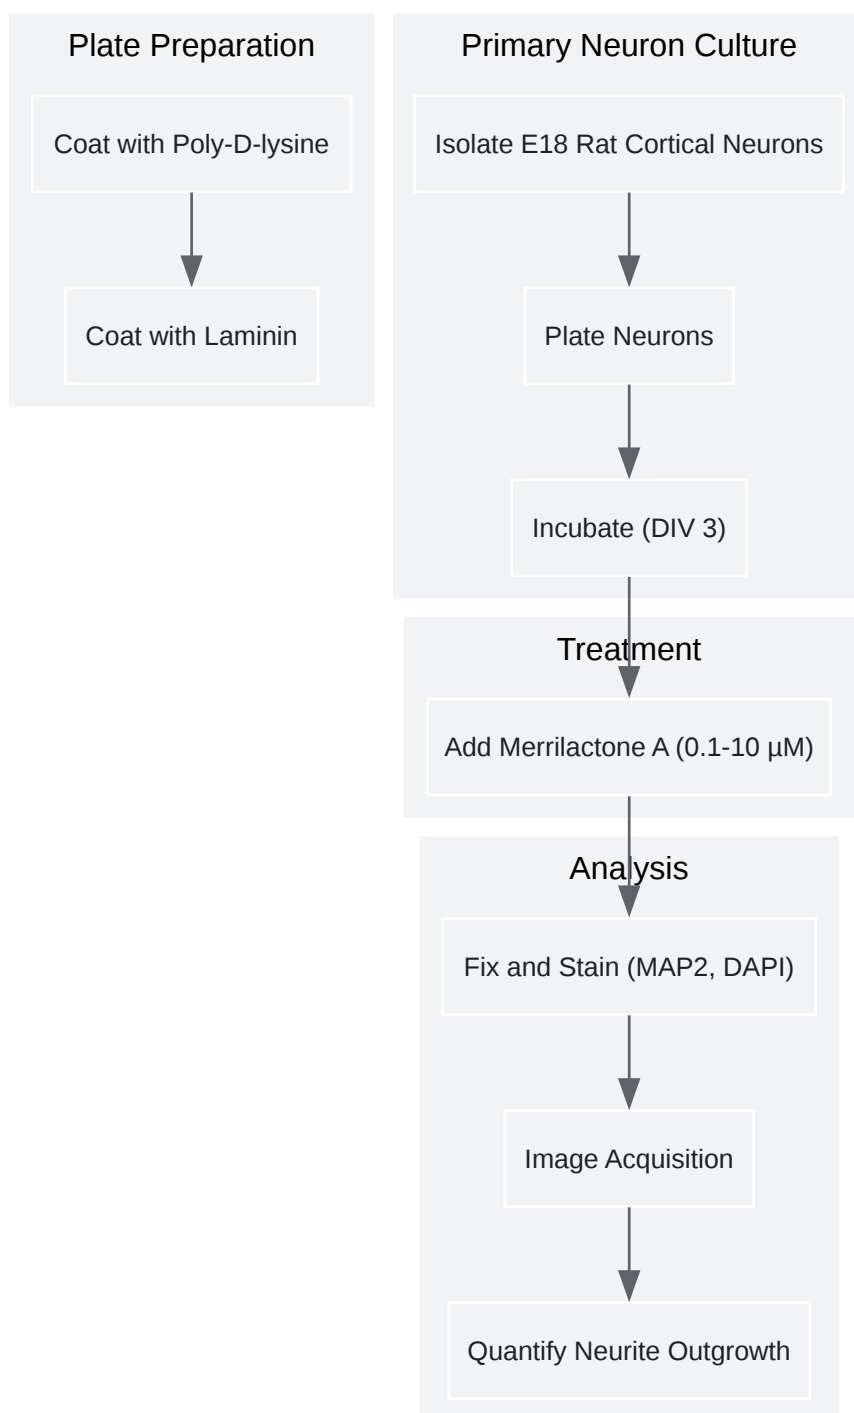 Plate Preparation
Coat with Poly-D-lysine
Coat with Laminin
Primary Neuron Culture
Isolate E18 Rat Cortical Neurons
Plate Neurons
Incubate (DIV 3)
Treatment
Add Merrilactone A (0.1-10 µM)
Analysis
Fix and Stain (MAP2, DAPI)
Image Acquisition
Quantify Neurite Outgrowth